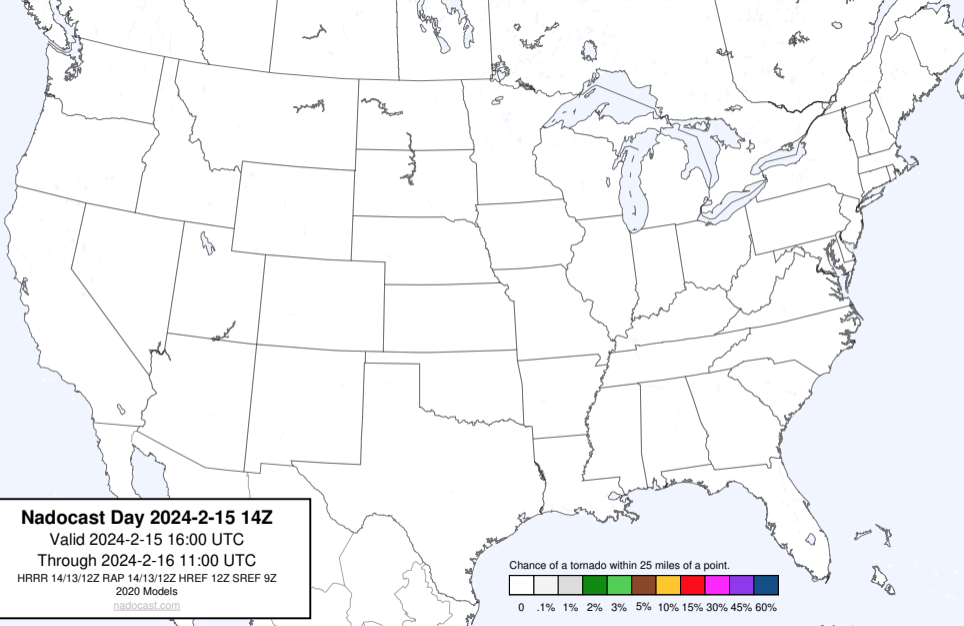 Nadocast Day 2024-2-15 14Z
Valid 2024-2-15 16:00 UTC
Through 2024-2-16 11:00 UTC
HRRR 14/13/12Z RAP 14/13/12Z HREF 12Z SREF 9Z
2020 Models
nadocast.com
Chance of a tornado within 25 miles of a point.
0 .1% 1% 2% 3% 5% 10% 15% 30% 45% 60%